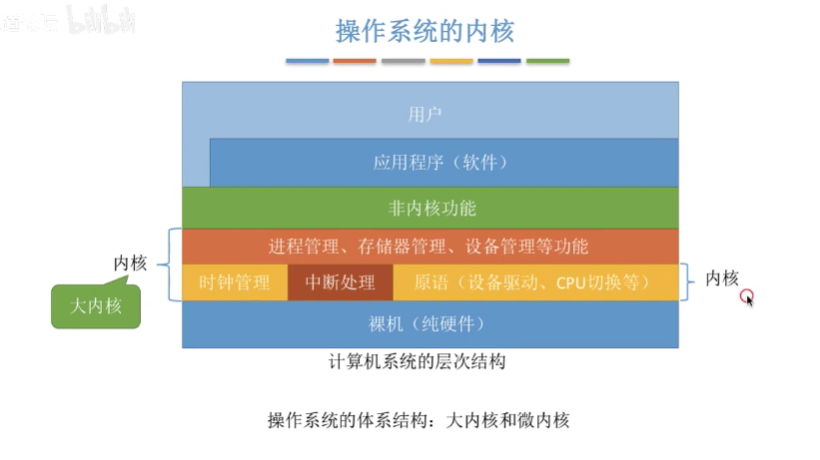 bilibili
操作系统的内核
用户
应用程序（软件）
非内核功能
进程管理、存储器管理、设备管理等功能
内核
时钟管理
中断处理
原语（设备驱动、CPU切换等）
内核
大内核
裸机（纯硬件）
计算机系统的层次结构
操作系统的体系结构：大内核和微内核